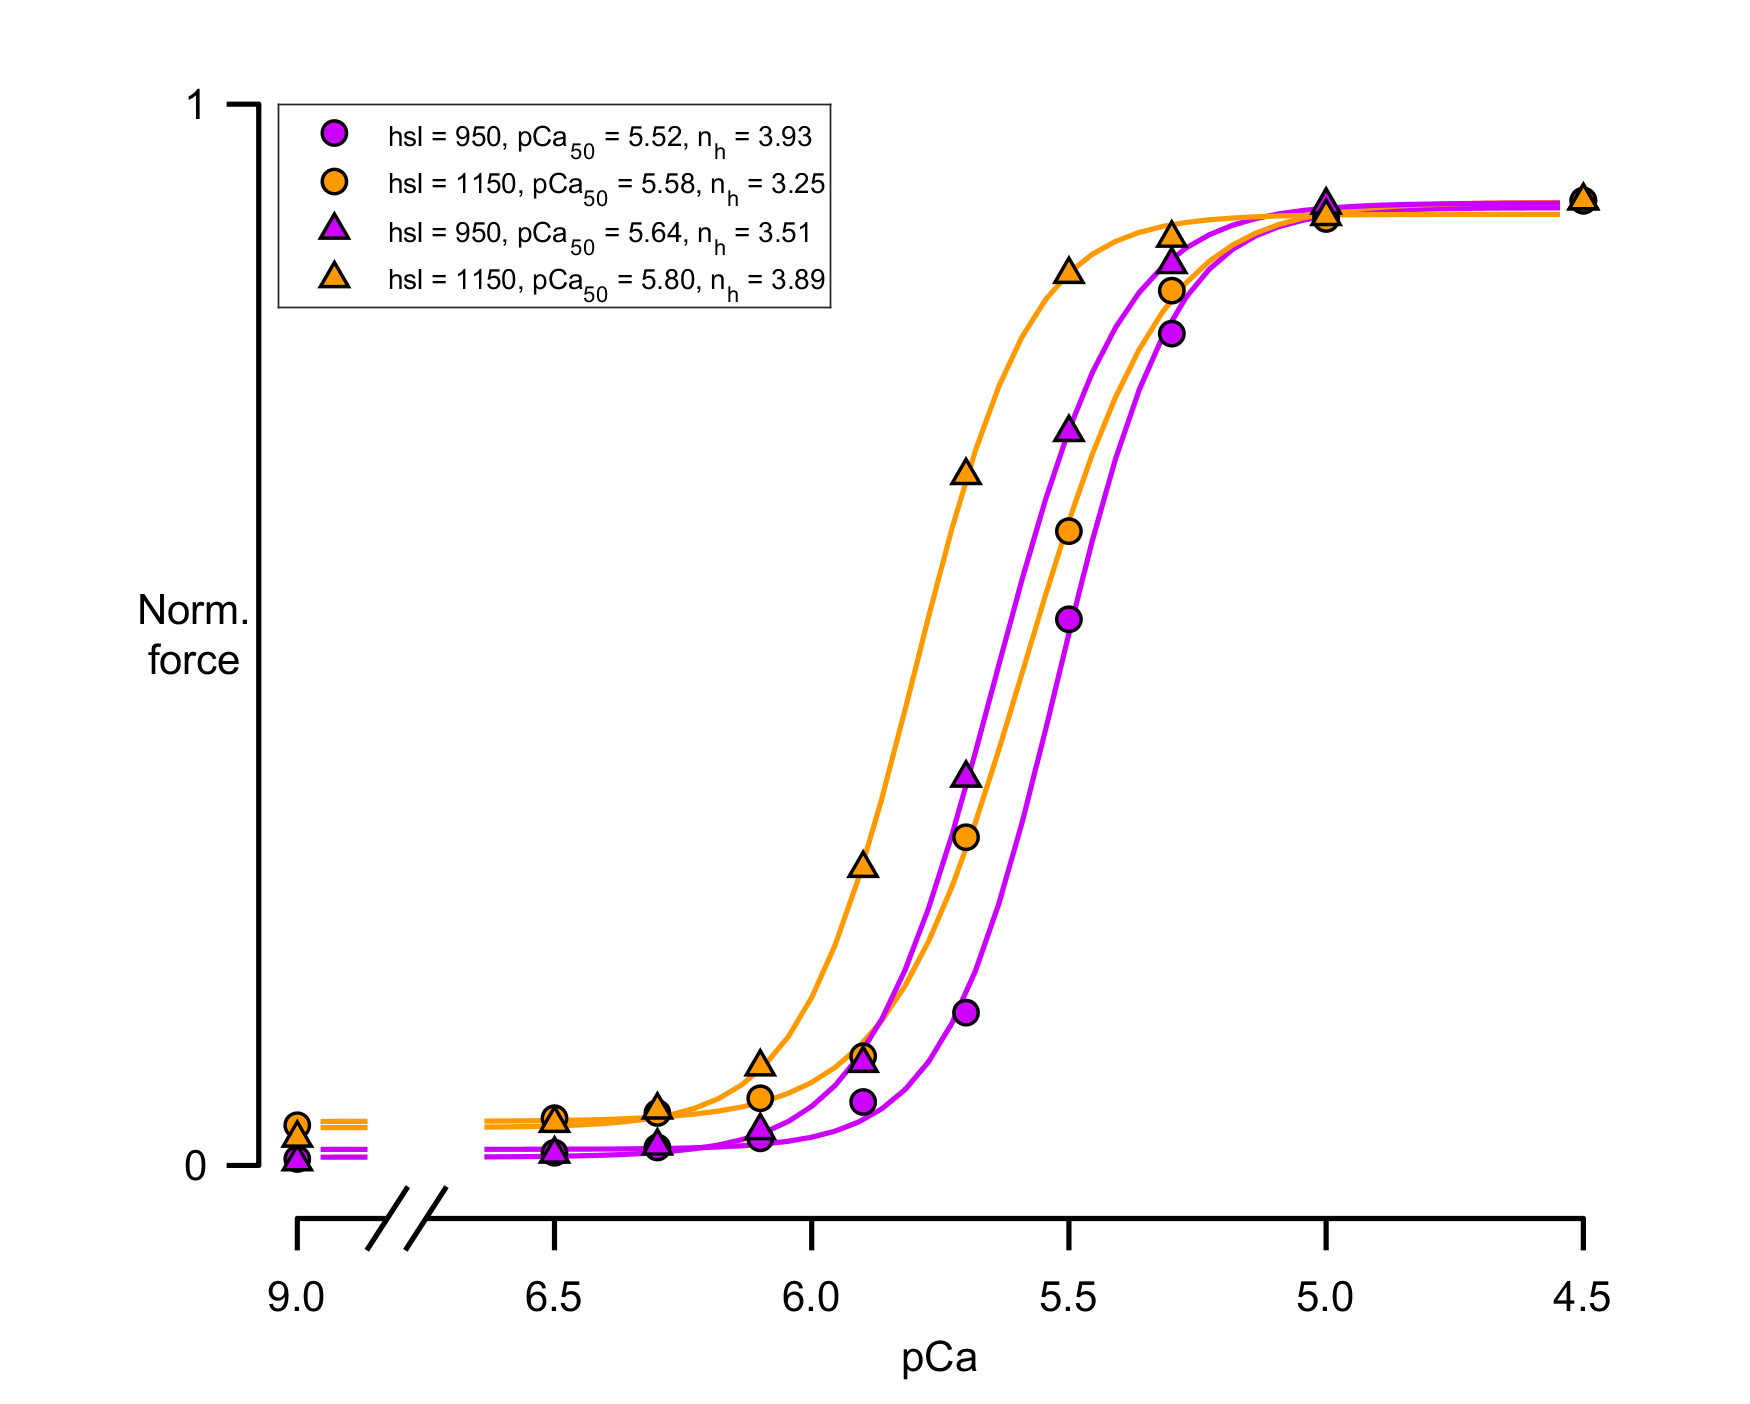 1
hsl = 950, pCa50 = 5.52, nh = 3.93
hsl = 1150, pCa50 = 5.58, nh = 3.25
hsl = 950, pCa50 = 5.64, nh = 3.51
hsl = 1150, pCa50 = 5.80, nh = 3.89
Norm.
force
0
9.0 6.5 6.0 5.5 5.0 4.5
pCa